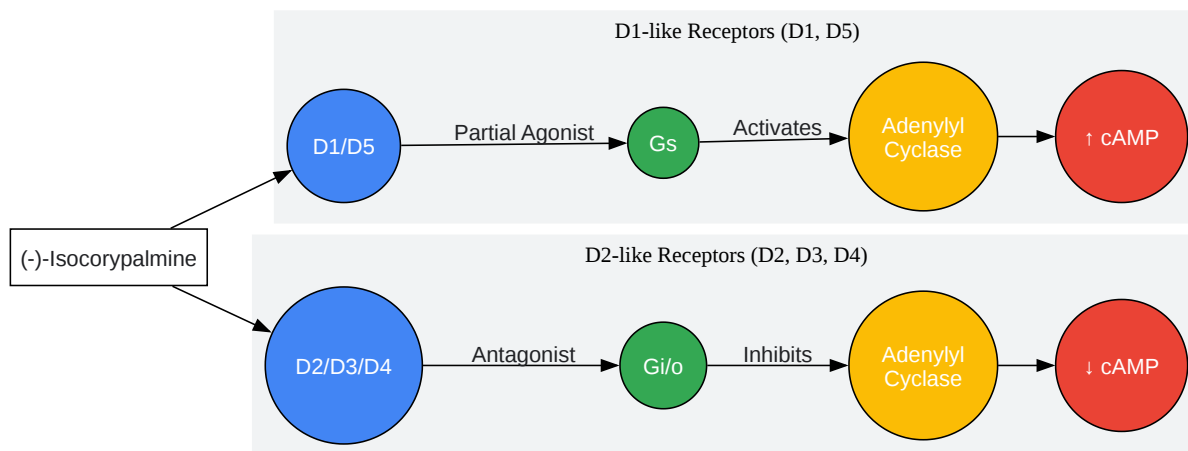 D1-like Receptors (D1, D5)
D1/D5
Partial Agonist
Gs
Activates
Adenylyl
Cyclase
↑ cAMP
(-)-Isocorypalmine
D2-like Receptors (D2, D3, D4)
D2/D3/D4
Antagonist
Gi/o
Inhibits
Adenylyl
Cyclase
↓ cAMP